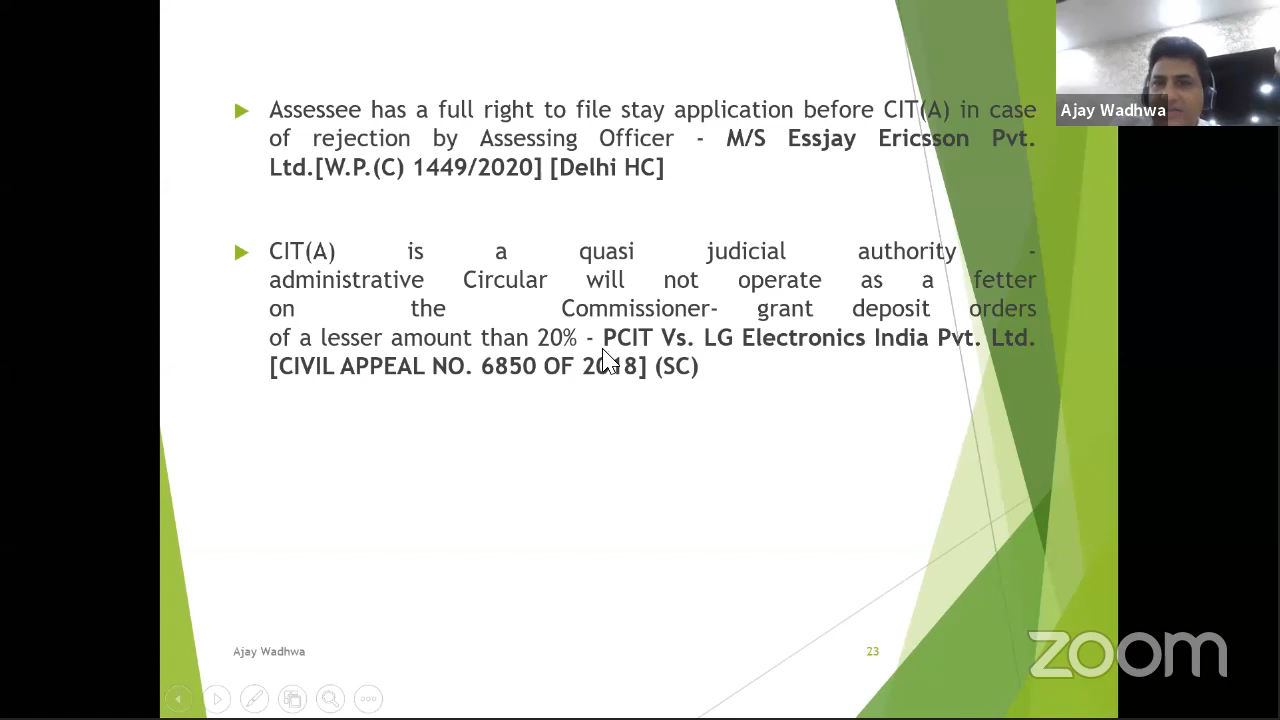 Assessee has a full right to file stay application before CIT(A) in case
of rejection by Assessing Officer - M/S Essjay Ericsson Pvt.
Ltd.[W.P.(C) 1449/2020] [Delhi HC]
Ajay Wadhwa
CIT(A) is a quasi judicial authority -
administrative Circular will not operate as a fetter
on the Commissioner- grant deposit orders
of a lesser amount than 20% - PCIT Vs. LG Electronics India Pvt. Ltd.
[CIVIL APPEAL NO. 6850 OF 2018] (SC)
Ajay Wadhwa
23
zoom